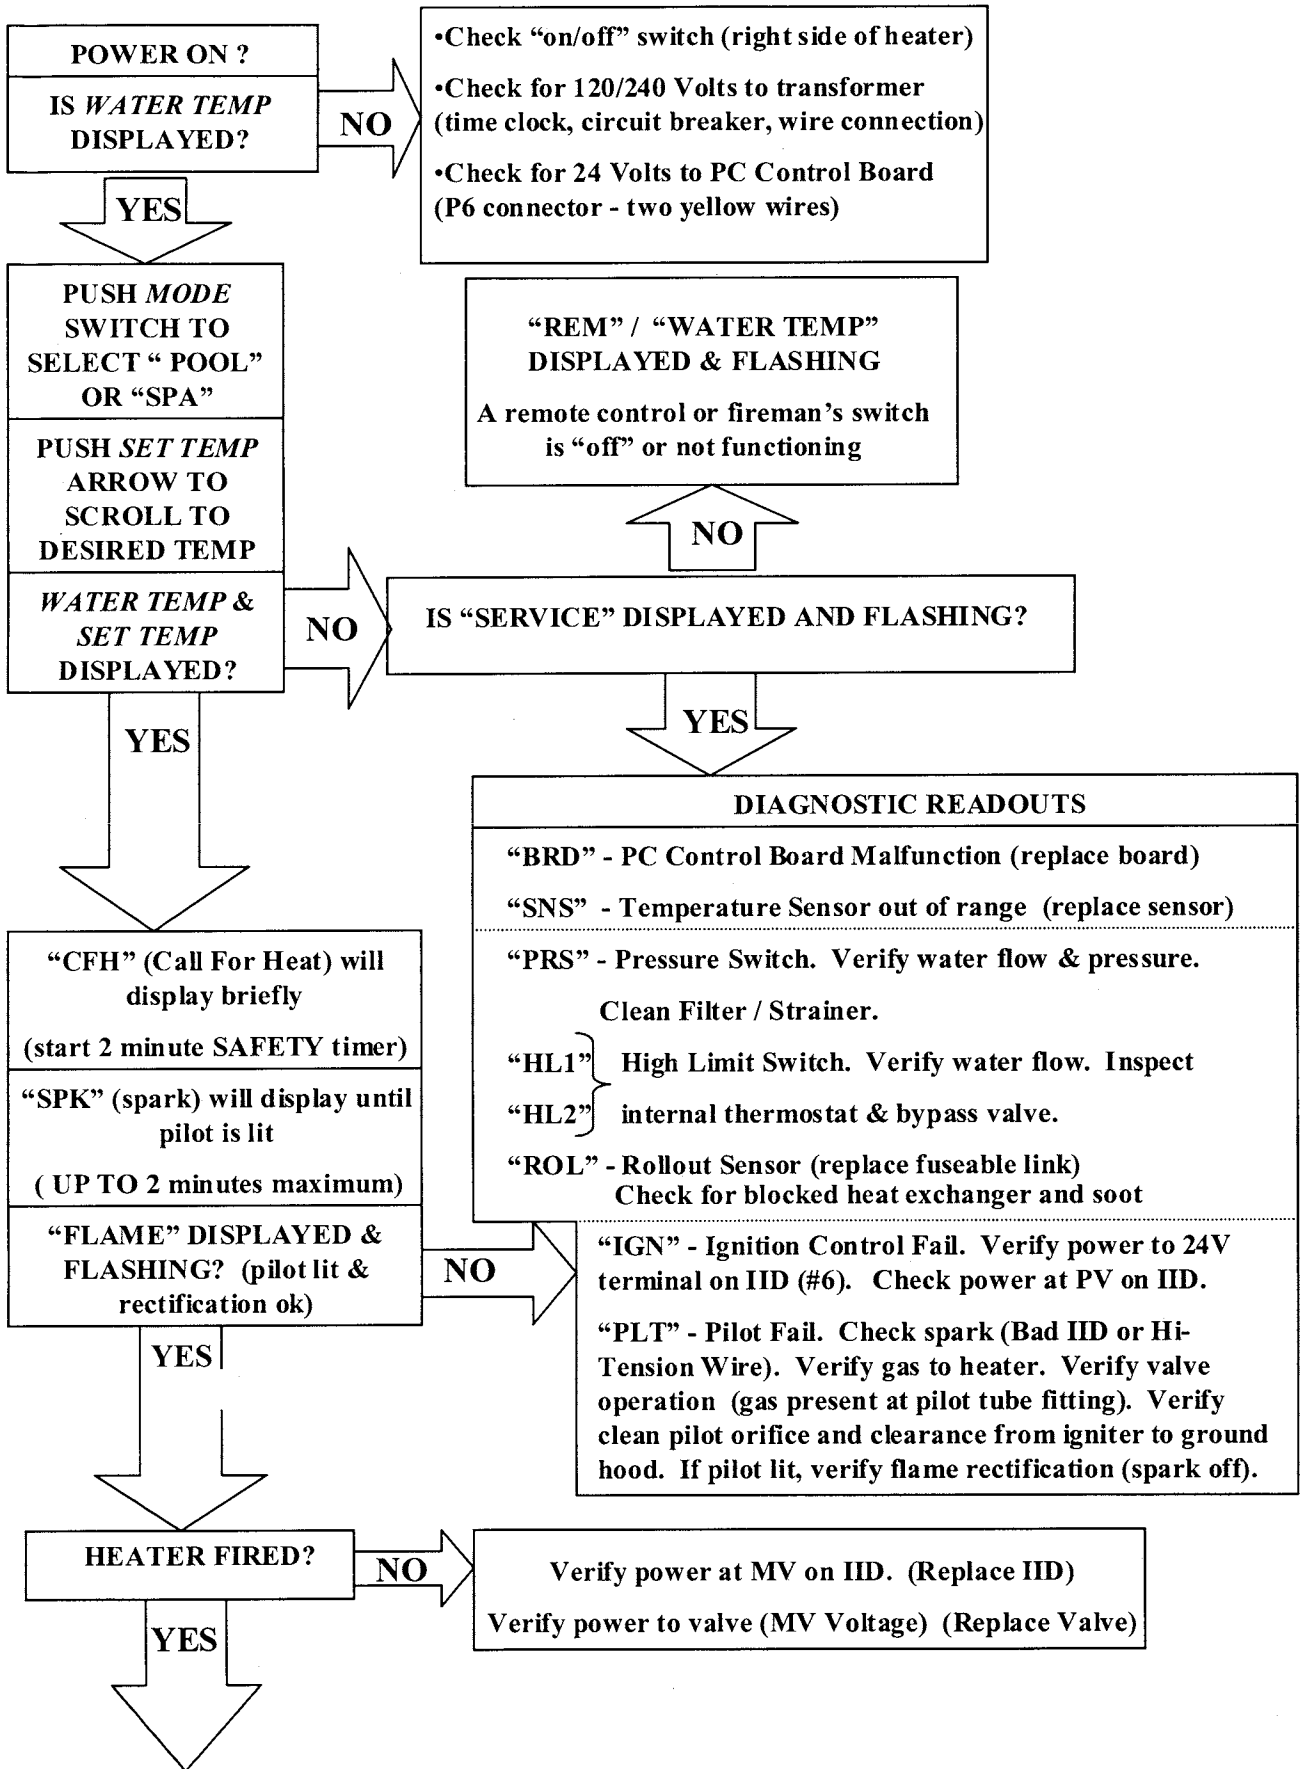 POWER ON ?
IS WATER TEMP
DISPLAYED?
NO
•Check “on/off” switch (right side of heater)
•Check for 120/240 Volts to transformer
(time clock, circuit breaker, wire connection)
•Check for 24 Volts to PC Control Board
(P6 connector - two yellow wires)
YES
PUSH MODE
SWITCH TO
SELECT “ POOL”
OR “SPA”
PUSH SET TEMP
ARROW TO
SCROLL TO
DESIRED TEMP
WATER TEMP &
SET TEMP
DISPLAYED?
NO
IS “SERVICE” DISPLAYED AND FLASHING?
NO
“REM” / “WATER TEMP”
DISPLAYED & FLASHING
A remote control or fireman’s switch
is “off” or not functioning
YES
DIAGNOSTIC READOUTS
“BRD” - PC Control Board Malfunction (replace board)
“SNS” - Temperature Sensor out of range (replace sensor)
“PRS” - Pressure Switch. Verify water flow & pressure.
Clean Filter / Strainer.
“HL1” High Limit Switch. Verify water flow. Inspect
“HL2” internal thermostat & bypass valve.
“ROL” - Rollout Sensor (replace fuseable link)
Check for blocked heat exchanger and soot
“IGN” - Ignition Control Fail. Verify power to 24V
terminal on IID (#6). Check power at PV on IID.
“PLT” - Pilot Fail. Check spark (Bad IID or Hi-
Tension Wire). Verify gas to heater. Verify valve
operation (gas present at pilot tube fitting). Verify
clean pilot orifice and clearance from igniter to ground
hood. If pilot lit, verify flame rectification (spark off).
YES
“CFH” (Call For Heat) will
display briefly
(start 2 minute SAFETY timer)
“SPK” (spark) will display until
pilot is lit
( UP TO 2 minutes maximum)
“FLAME” DISPLAYED &
FLASHING? (pilot lit &
rectification ok)
NO
YES
HEATER FIRED?
NO
Verify power at MV on IID. (Replace IID)
Verify power to valve (MV Voltage) (Replace Valve)
YES